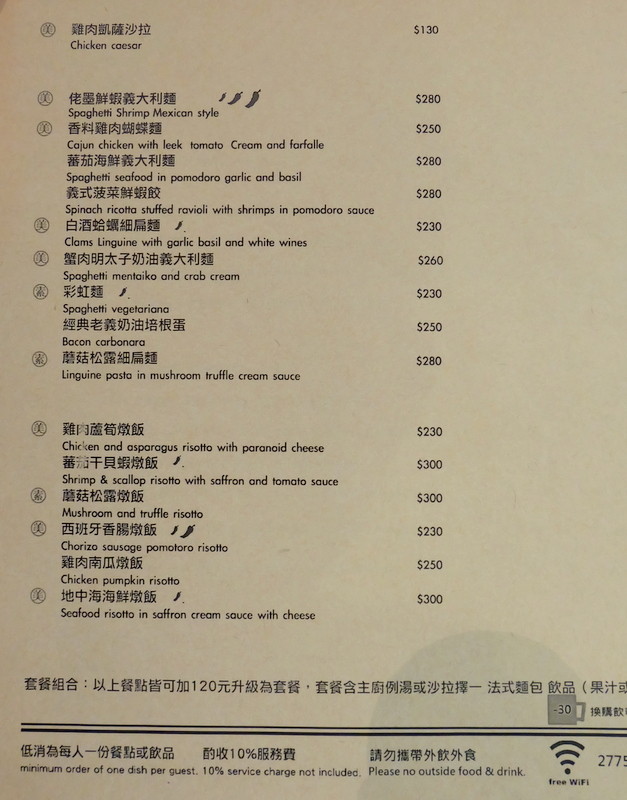 美 雞肉凱薩沙拉 $130
Chicken caesar
美 佬墨鮮蝦義大利麵 $280
Spaghetti Shrimp Mexican style
美 香料雞肉蝴蝶麵 $250
Cajun chicken with leek tomato Cream and farfalle
蕃茄海鮮義大利麵 $280
Spaghetti seafood in pomodoro garlic and basil
義式菠菜鮮蝦餃 $280
Spinach ricotta stuffed ravioli with shrimps in pomodoro sauce
美 白酒蛤蠣細扁麵 $230
Clams Linguine with garlic basil and white wines
美 蟹肉明太子奶油義大利麵 $260
Spaghetti mentaiko and crab cream
素 彩虹麵 $230
Spaghetti vegetariana
經典老義奶油培根蛋 $250
Bacon carbonara
素 蘑菇松露細扁麵 $280
Linguine pasta in mushroom truffle cream sauce
美 雞肉蘆筍燉飯 $230
Chicken and asparagus risotto with paranoid cheese
蕃茄干貝蝦燉飯 $300
Shrimp & scallop risotto with saffron and tomato sauce
素 蘑菇松露燉飯 $300
Mushroom and truffle risotto
美 西班牙香腸燉飯 $230
Chorizo sausage pomotoro risotto
雞肉南瓜燉飯 $250
Chicken pumpkin risotto
美 地中海海鮮燉飯 $300
Seafood risotto in saffron cream sauce with cheese
套餐組合：以上餐點皆可加120元升級為套餐，套餐含主廚例湯或沙拉擇一 法式麵包 飲品（果汁或
-30 換購飲
低消為每人一份餐點或飲品 酌收10%服務費 請勿攜帶外飲外食
minimum order of one dish per guest. 10% service charge not included. Please no outside food & drink.
free WiFi 2775